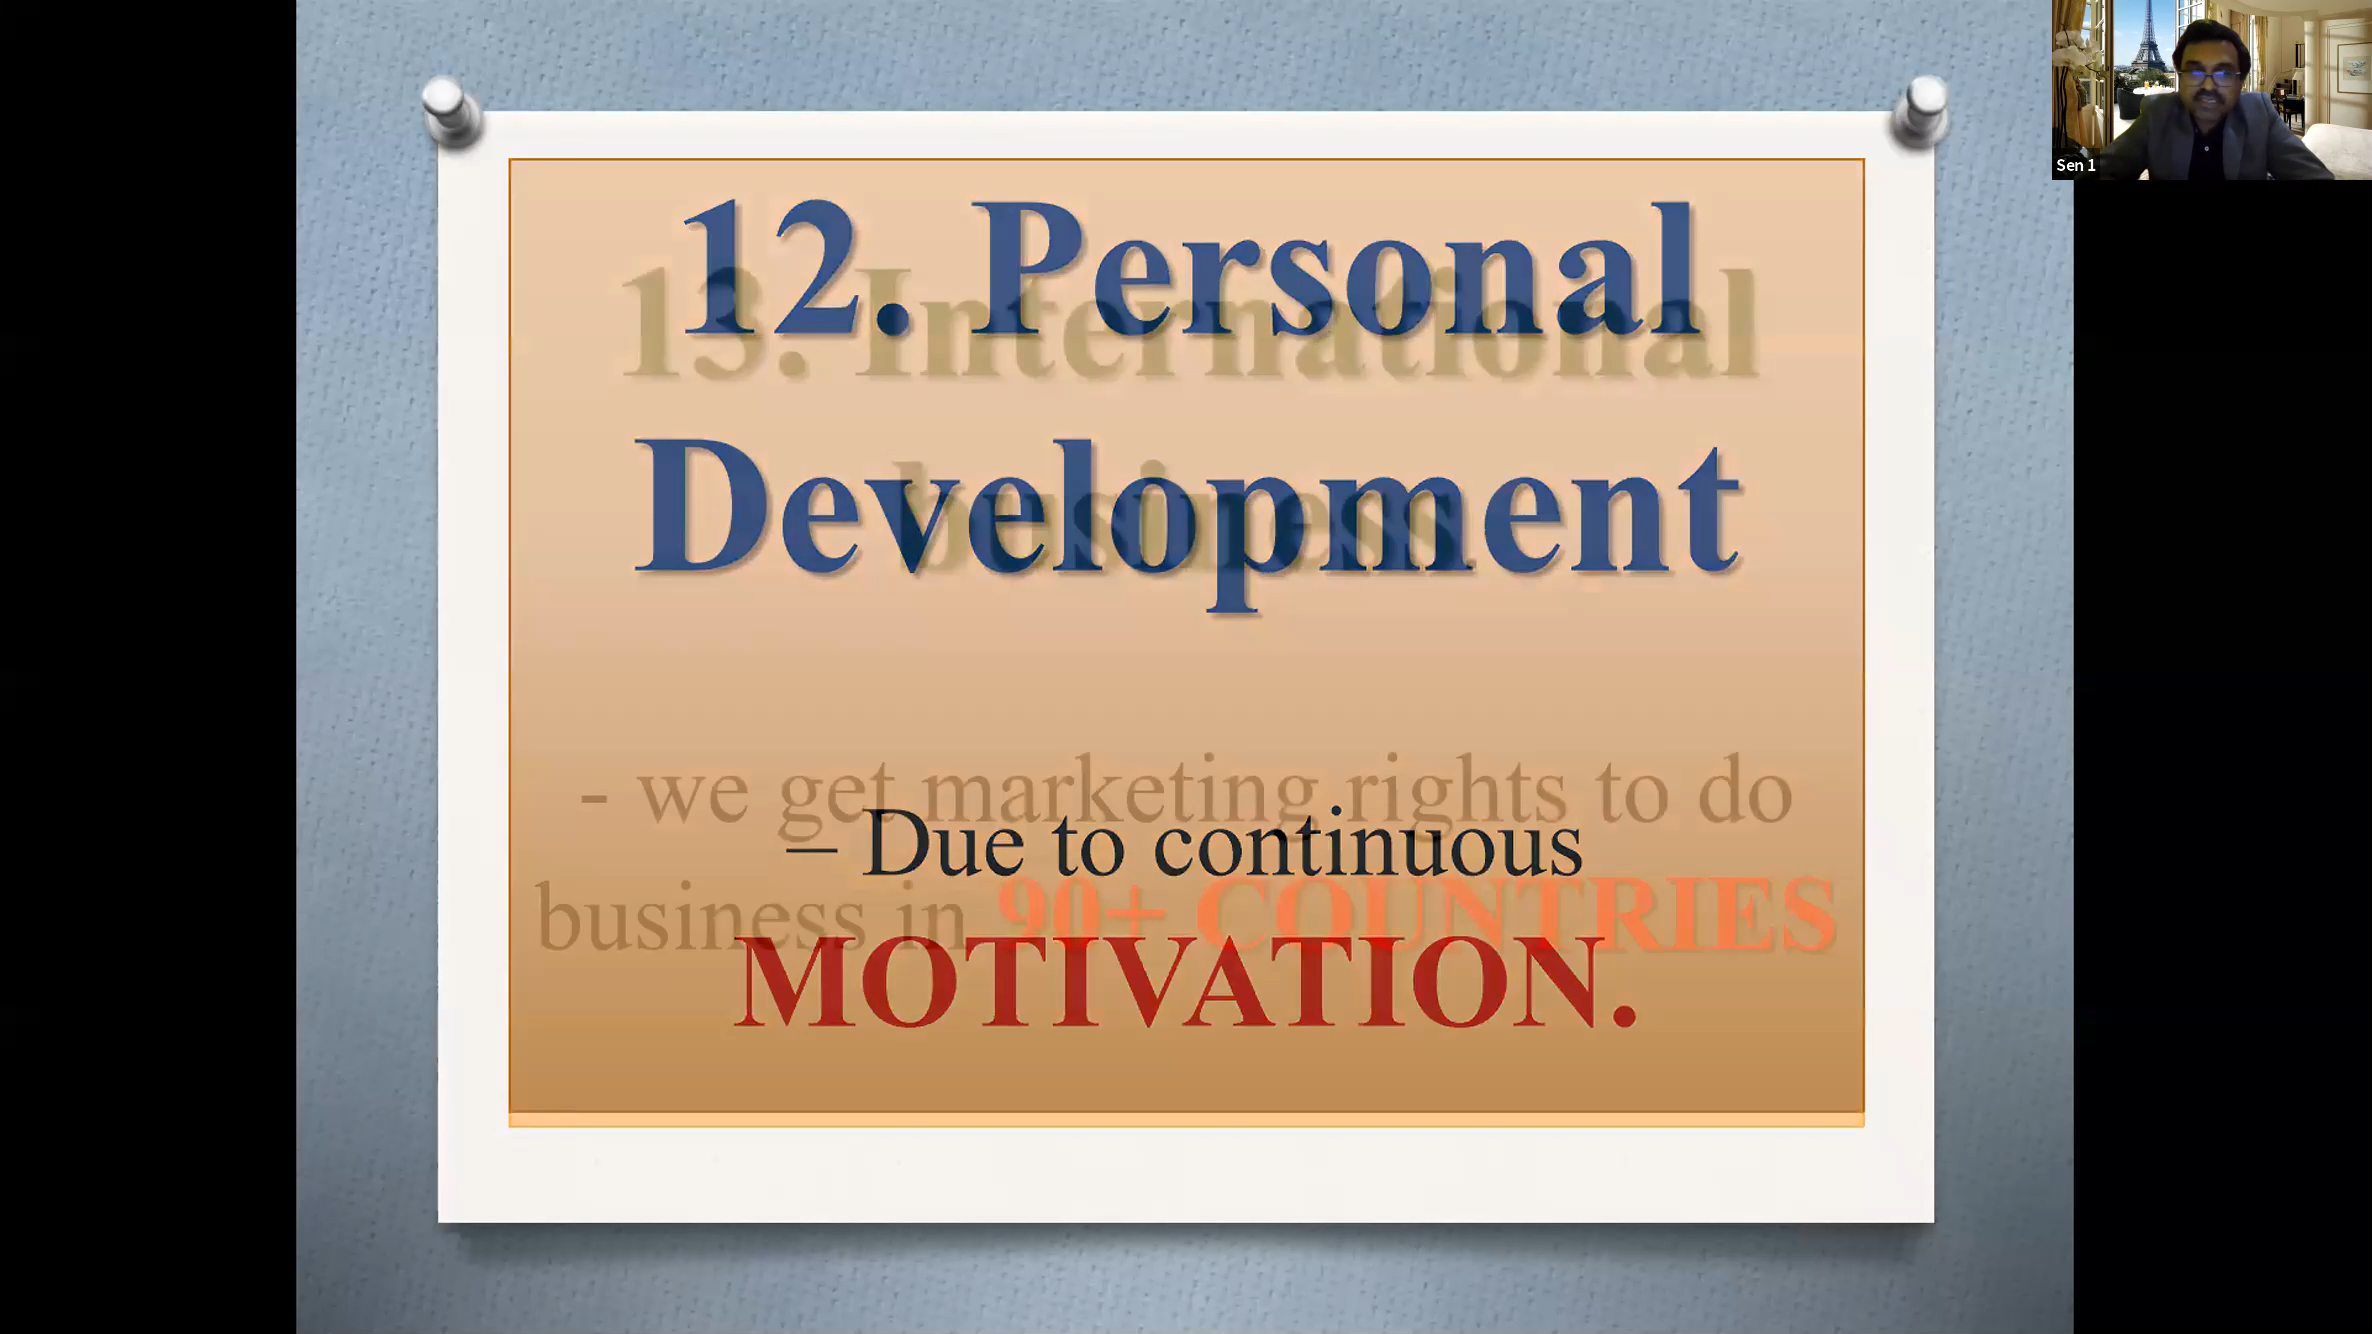 Sen 1
12. Personal
13. International
Development
business
- we get marketing rights to do
– Due to continuous
business in 90+ COUNTRIES
MOTIVATION.